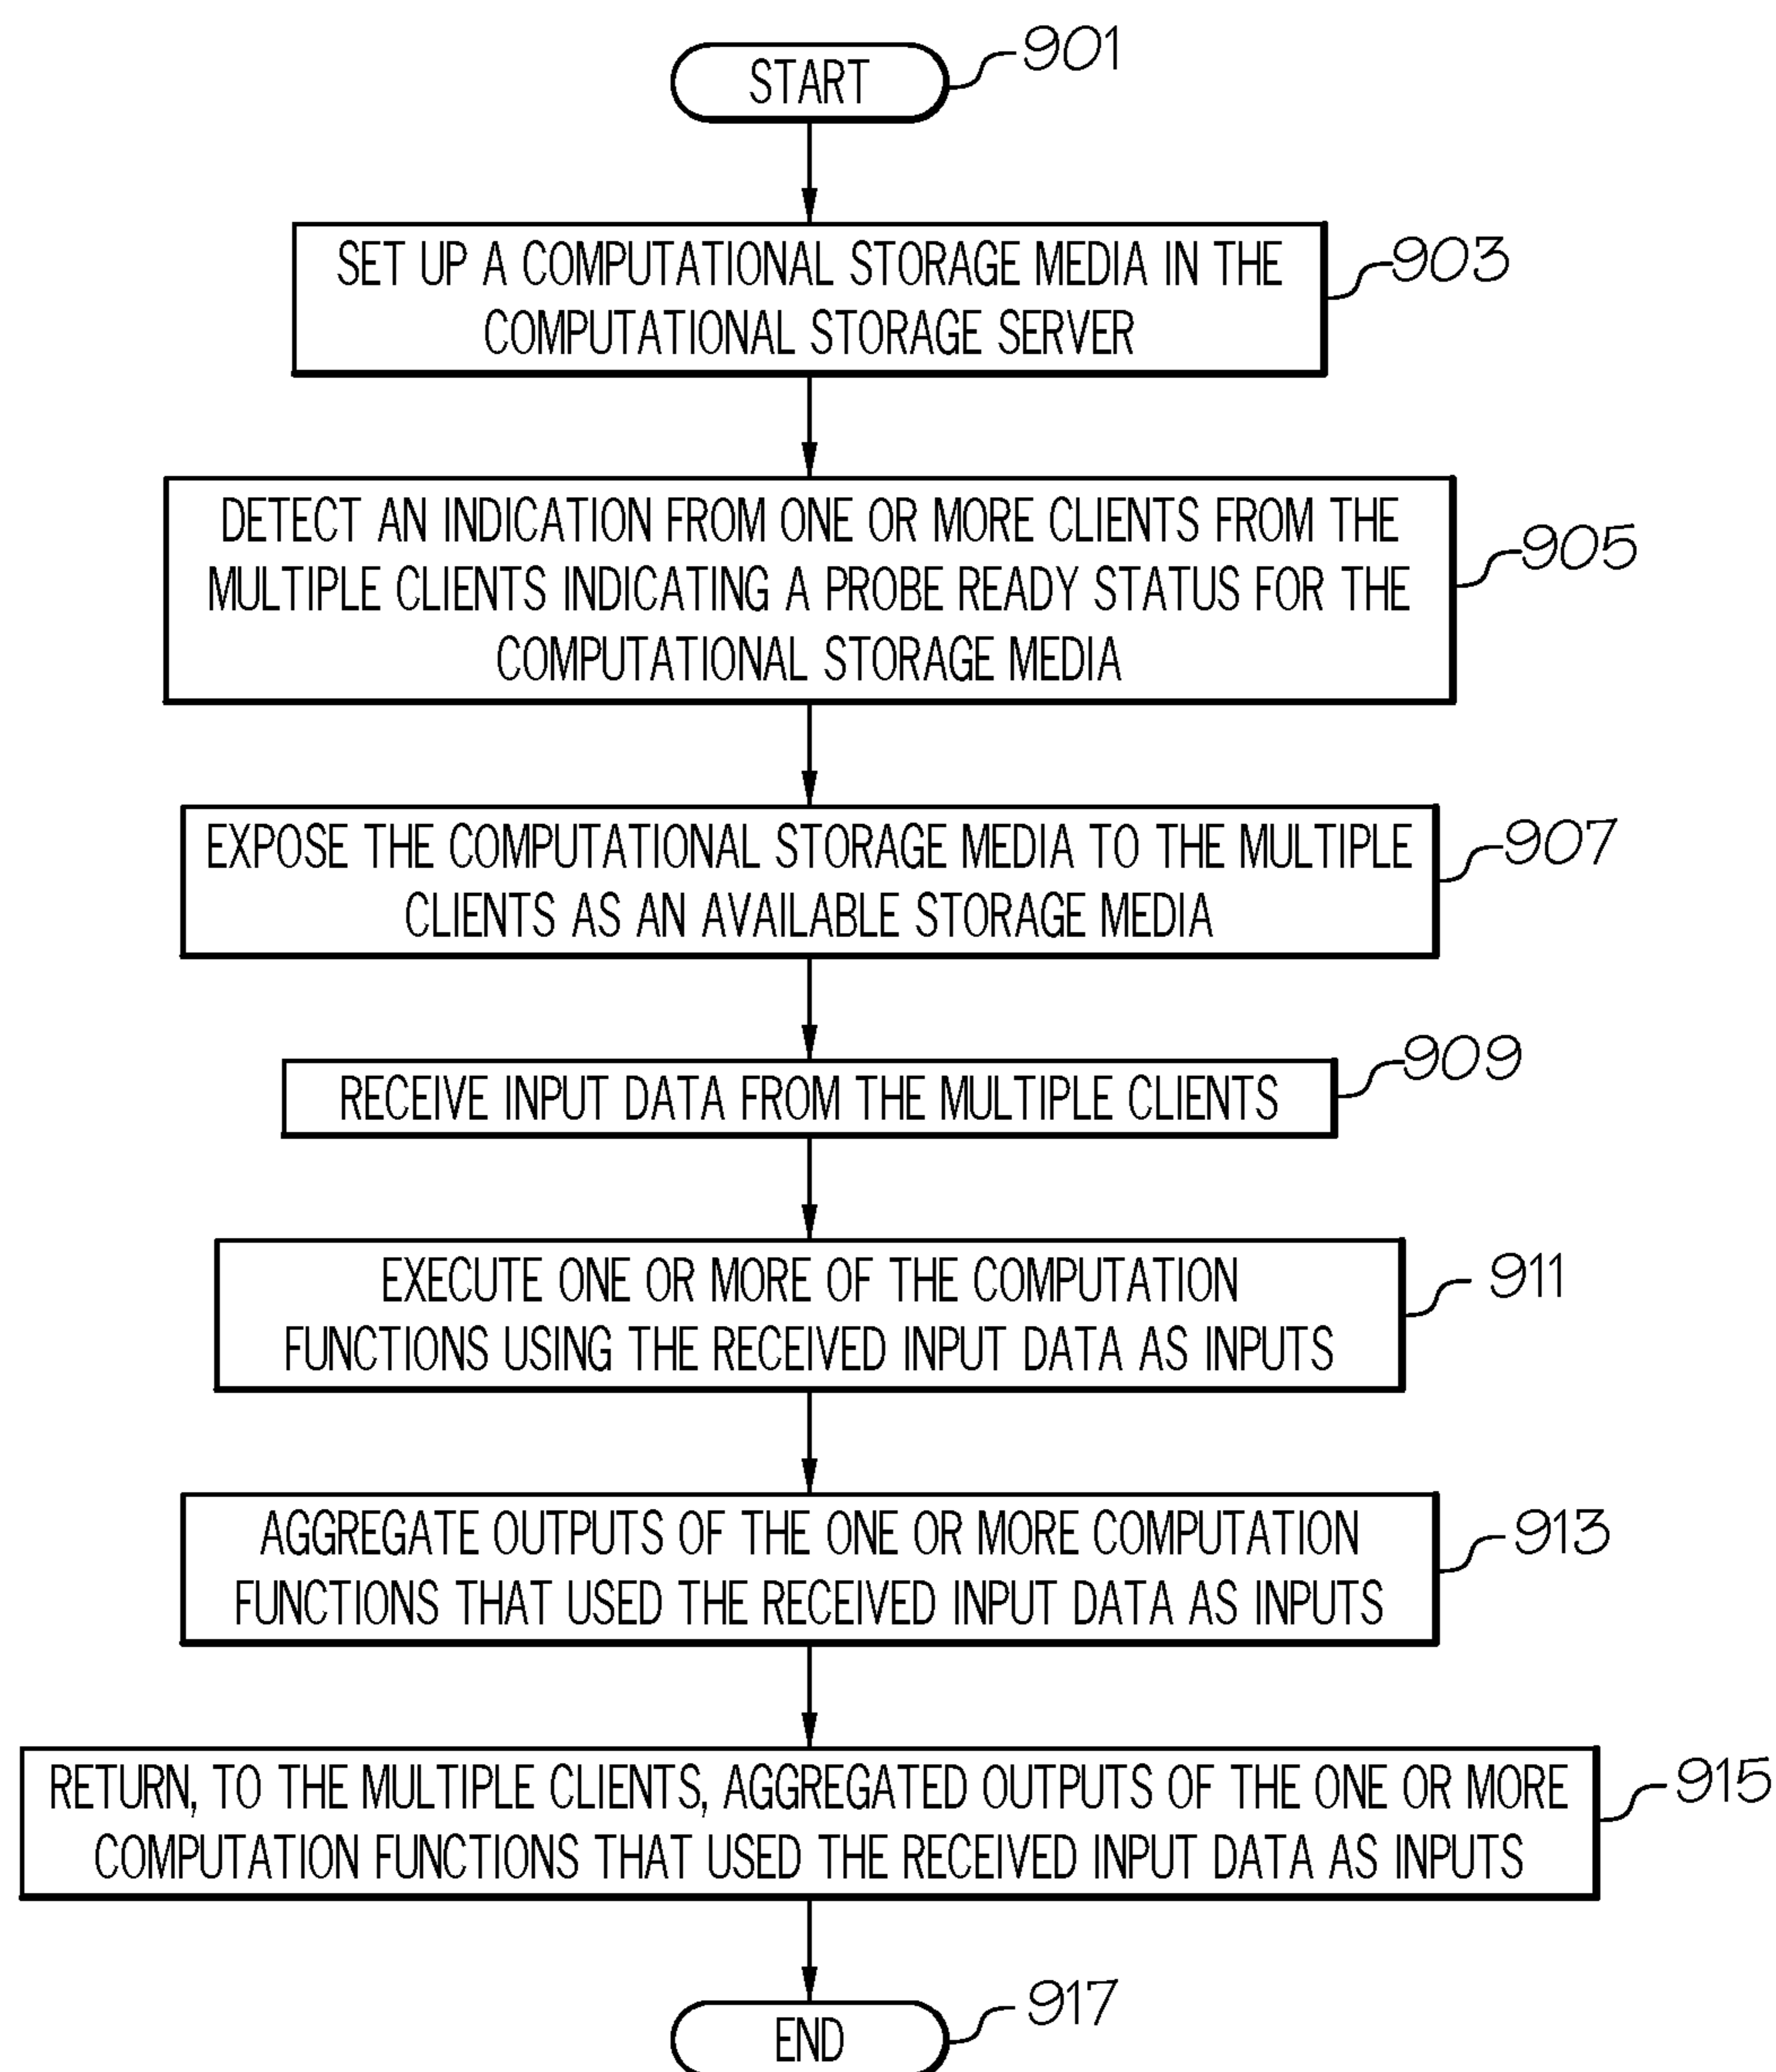 START
901
SET UP A COMPUTATIONAL STORAGE MEDIA IN THE
COMPUTATIONAL STORAGE SERVER
903
DETECT AN INDICATION FROM ONE OR MORE CLIENTS FROM THE
MULTIPLE CLIENTS INDICATING A PROBE READY STATUS FOR THE
COMPUTATIONAL STORAGE MEDIA
905
EXPOSE THE COMPUTATIONAL STORAGE MEDIA TO THE MULTIPLE
CLIENTS AS AN AVAILABLE STORAGE MEDIA
907
RECEIVE INPUT DATA FROM THE MULTIPLE CLIENTS
909
EXECUTE ONE OR MORE OF THE COMPUTATION
FUNCTIONS USING THE RECEIVED INPUT DATA AS INPUTS
911
AGGREGATE OUTPUTS OF THE ONE OR MORE COMPUTATION
FUNCTIONS THAT USED THE RECEIVED INPUT DATA AS INPUTS
913
RETURN, TO THE MULTIPLE CLIENTS, AGGREGATED OUTPUTS OF THE ONE OR MORE
COMPUTATION FUNCTIONS THAT USED THE RECEIVED INPUT DATA AS INPUTS
915
END
917